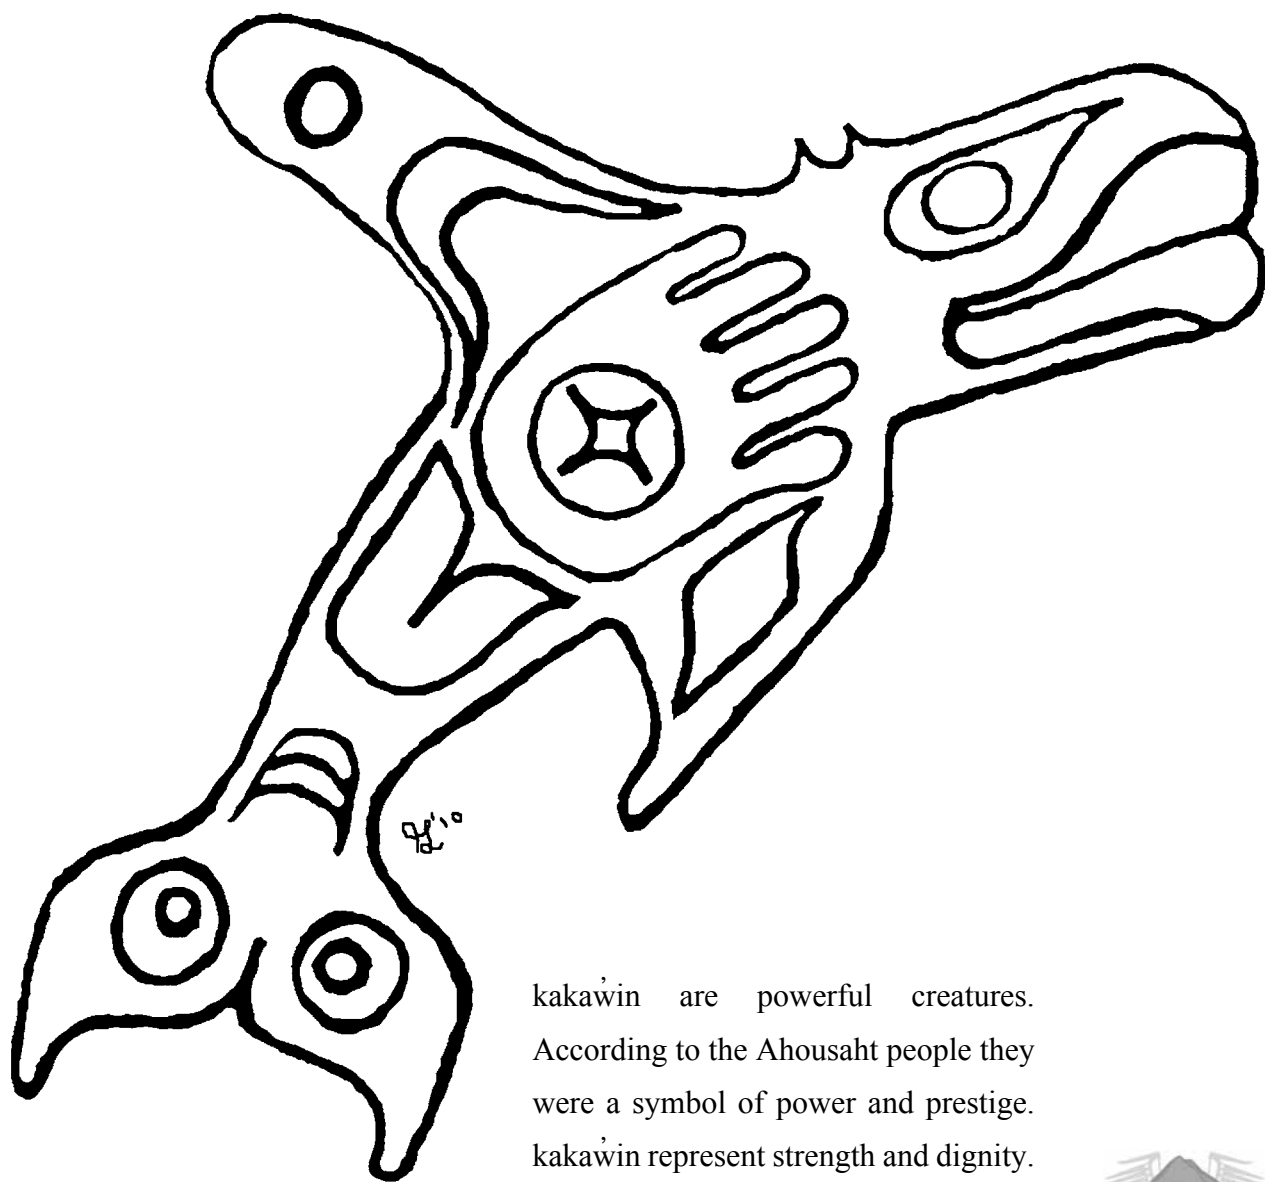 kakaw̓in are powerful creatures.
According to the Ahousaht people they
were a symbol of power and prestige.
kakaw̓in represent strength and dignity.